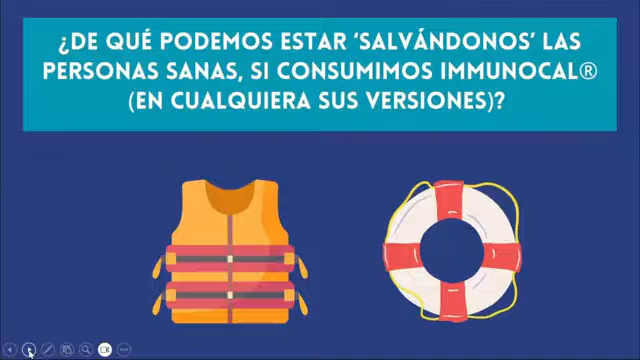 ¿DE QUÉ PODEMOS ESTAR ‘SALVÁNDONOS’ LAS
PERSONAS SANAS, SI CONSUMIMOS IMMUNOCAL®
(EN CUALQUIERA SUS VERSIONES)?